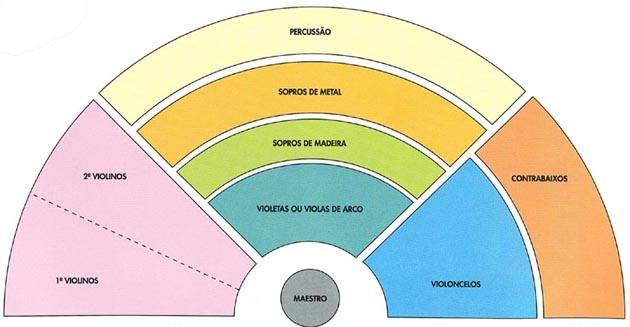 PERCUSSÃO
SOPROS DE METAL
SOPROS DE MADEIRA
2º VIOLINOS
CONTRABAIXOS
VIOLETAS OU VIOLAS DE ARCO
1º VIOLINOS
MAESTRO
VIOLONCELOS